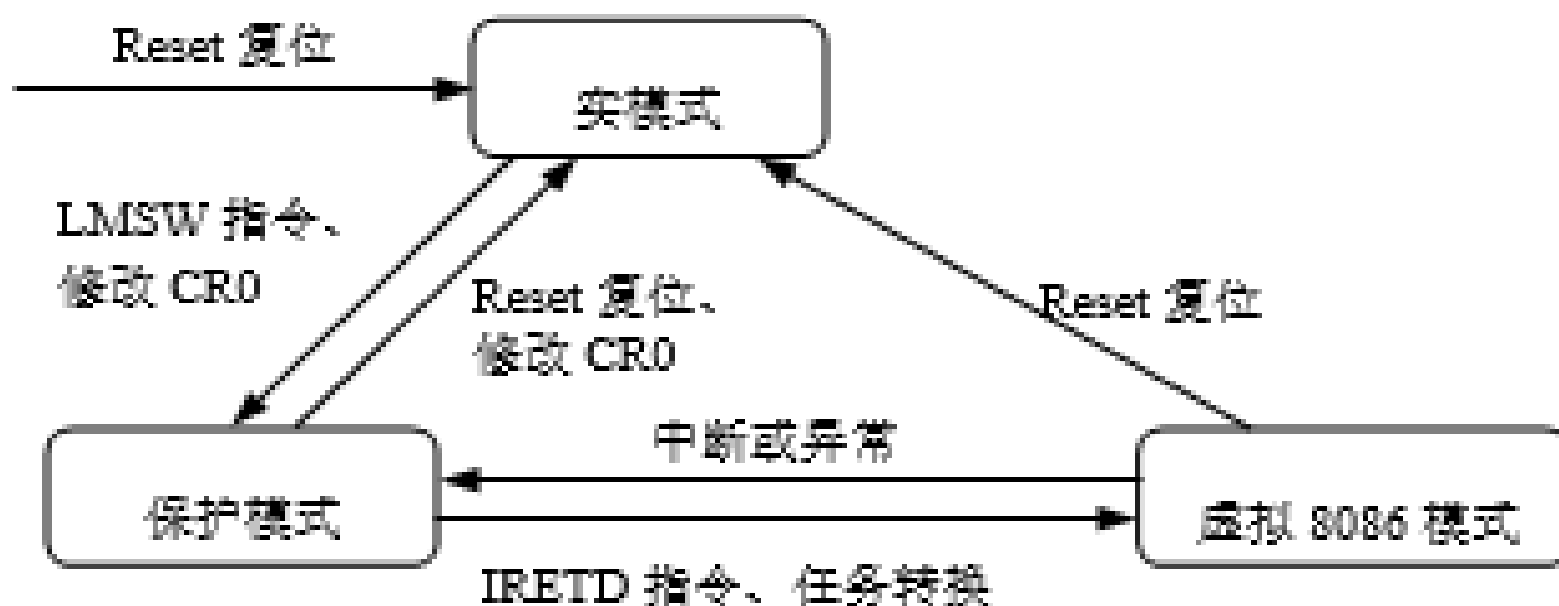 Reset 复位
实模式
LMSW 指令、
修改 CR0
Reset 复位、
修改 CR0
Reset 复位
中断或异常
保护模式
虚拟 8086 模式
IRETD 指令、任务转换